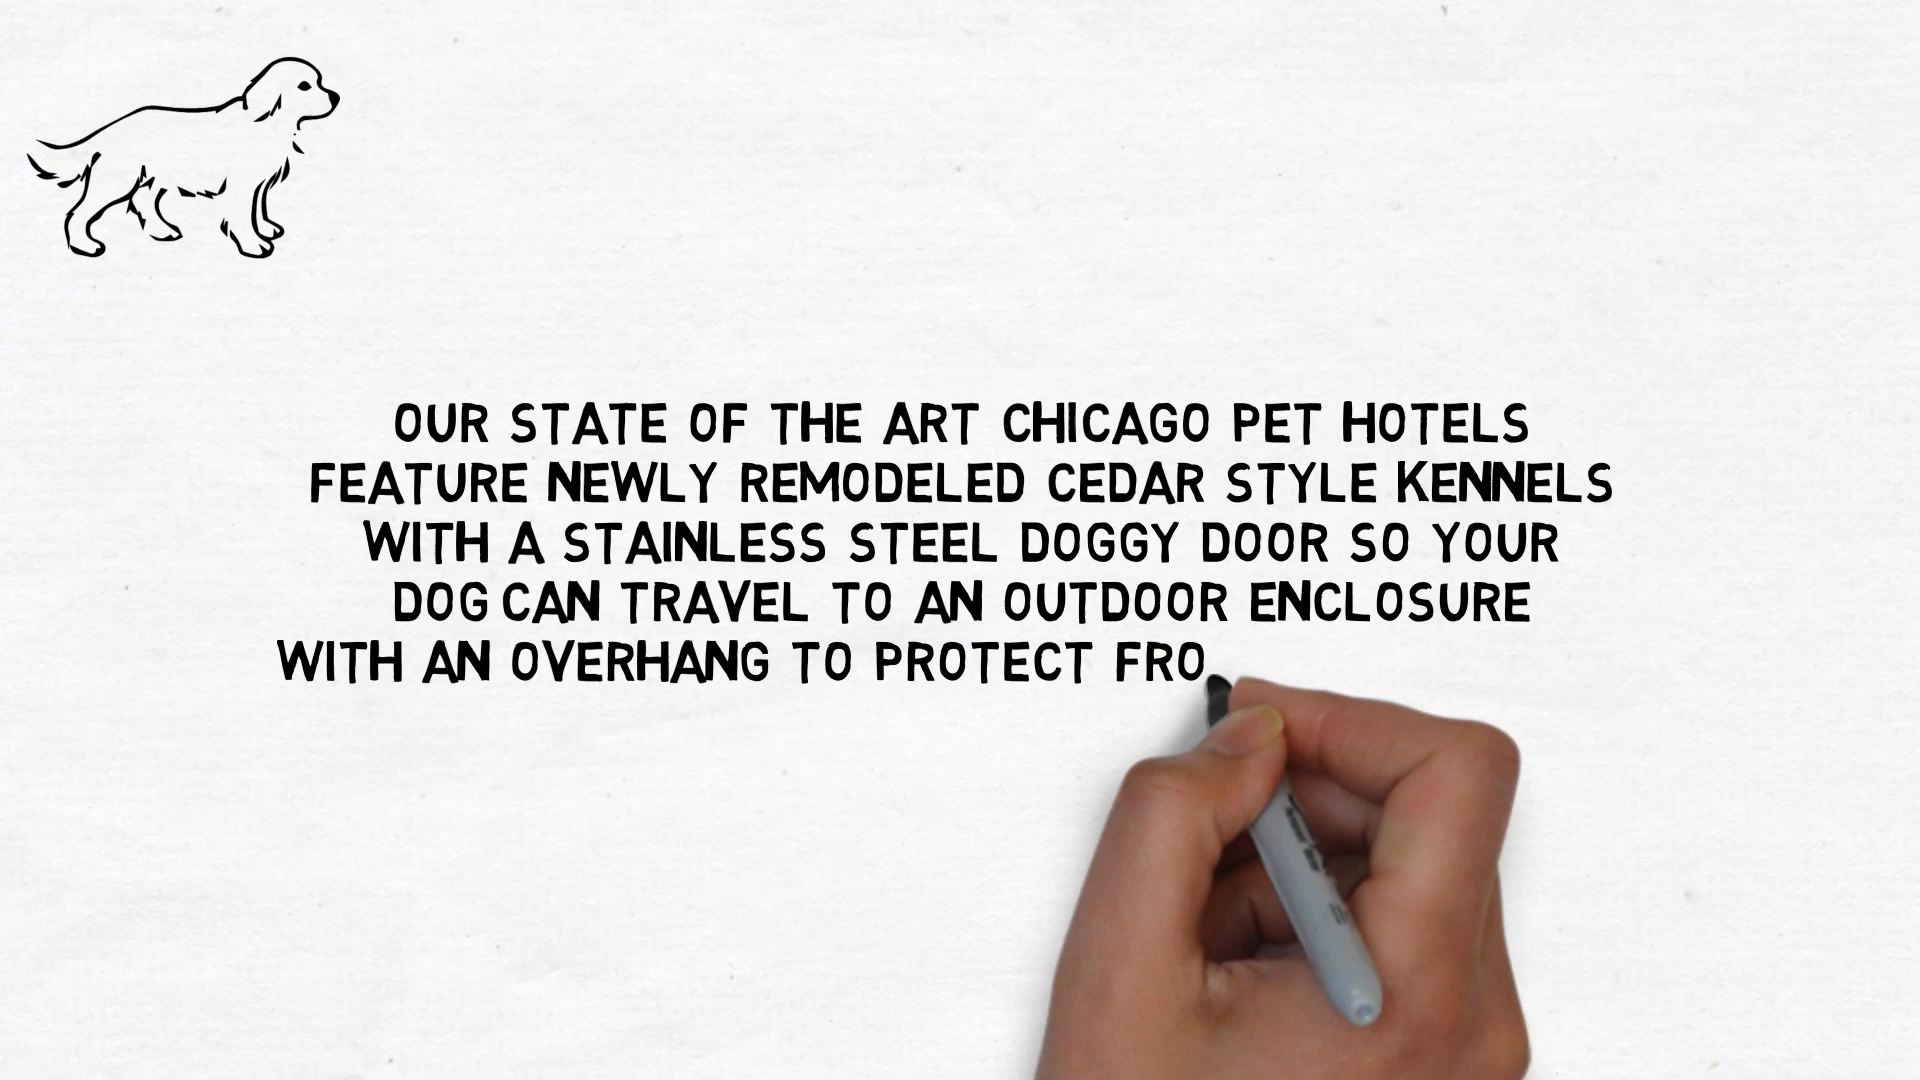 OUR STATE OF THE ART CHICAGO PET HOTELS
FEATURE NEWLY REMODELED CEDAR STYLE KENNELS
WITH A STAINLESS STEEL DOGGY DOOR SO YOUR
DOG CAN TRAVEL TO AN OUTDOOR ENCLOSURE
WITH AN OVERHANG TO PROTECT FRO